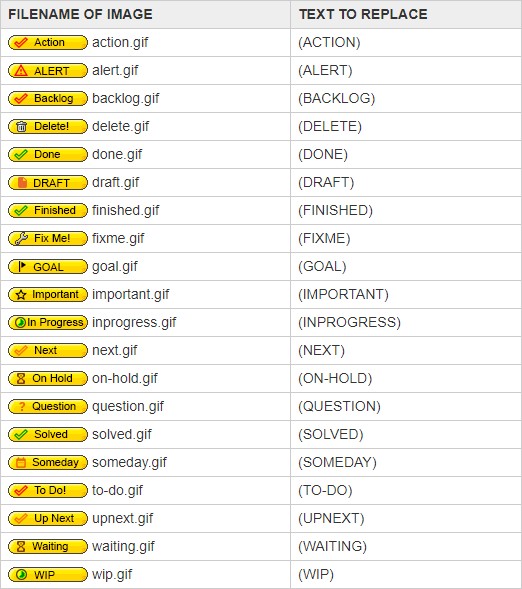 FILENAME OF IMAGE TEXT TO REPLACE
Action action.gif (ACTION)
ALERT alert.gif (ALERT)
Backlog backlog.gif (BACKLOG)
Delete! delete.gif (DELETE)
Done done.gif (DONE)
DRAFT draft.gif (DRAFT)
Finished finished.gif (FINISHED)
Fix Me! fixme.gif (FIXME)
GOAL goal.gif (GOAL)
Important important.gif (IMPORTANT)
In Progress inprogress.gif (INPROGRESS)
Next next.gif (NEXT)
On Hold on-hold.gif (ON-HOLD)
? Question question.gif (QUESTION)
Solved solved.gif (SOLVED)
Someday someday.gif (SOMEDAY)
To Do! to-do.gif (TO-DO)
Up Next upnext.gif (UPNEXT)
Waiting waiting.gif (WAITING)
WIP wip.gif (WIP)